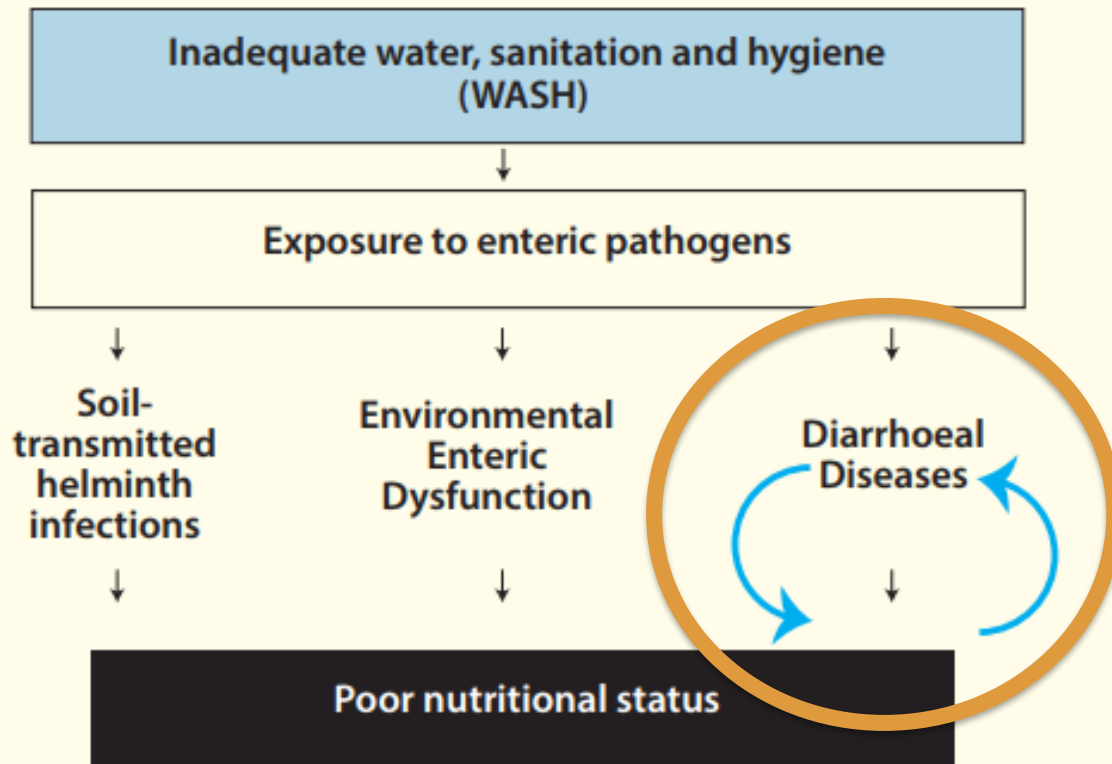 Inadequate water, sanitation and hygiene
(WASH)
Exposure to enteric pathogens
Soil-
transmitted
helminth
infections
Environmental
Enteric
Dysfunction
Diarrhoeal
Diseases
Poor nutritional status